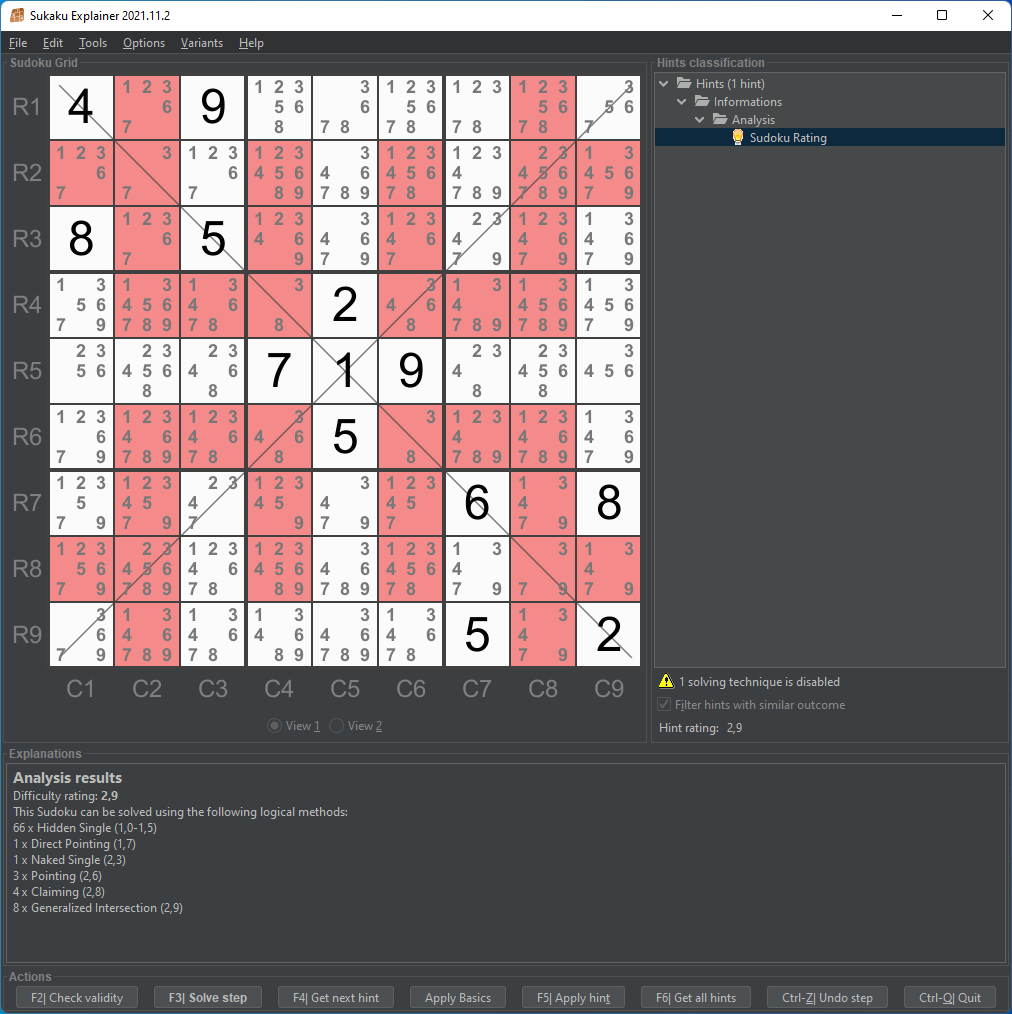 Sukaku Explainer 2021.11.2
File Edit Tools Options Variants Help
Sudoku Grid
1 2 3 1 2 3 3 1 2 3 1 2 3 1 2 3 3
R1 4 6 9 5 6 6 5 6 5 6 5 6
7 8 7 8 7 8 7 8 7 8 7
1 2 3 3 1 2 3 1 2 3 3 1 2 3 1 2 3 2 3 1 3
R2 6 6 4 5 6 4 6 4 5 6 4 4 5 6 4 5 6
7 7 7 8 9 7 8 9 7 8 7 8 9 7 8 9 7 9
1 2 3 1 2 3 3 1 2 3 2 3 1 2 3 1 3
R3 8 6 5 4 6 4 6 4 6 4 4 6 4 6
7 9 7 9 7 7 9 7 9 7 9
1 3 1 3 1 3 3 3 1 3 1 3 1 3
R4 5 6 4 5 6 4 6 2 4 6 4 4 5 6 4 5 6
7 9 7 8 9 7 8 8 8 7 8 9 7 8 9 7 9
2 3 2 3 2 3 2 3 2 3 3
R5 5 6 4 5 6 4 6 7 1 9 4 4 5 6 4 5 6
8 8 8 8
1 2 3 1 2 3 1 2 3 3 3 1 2 3 1 2 3 1 3
R6 6 4 6 4 6 4 6 5 4 4 6 4 6
7 9 7 8 9 7 8 8 8 7 8 9 7 8 9 7 9
1 2 3 1 2 3 2 3 1 2 3 3 1 2 3 1 3
R7 5 4 5 4 4 5 4 4 5 6 4 8
7 9 7 9 7 9 7 9 7 7 9
1 2 3 2 3 1 2 3 1 2 3 3 1 2 3 1 3 3 1 3
R8 5 6 4 5 6 4 6 4 5 6 4 6 4 5 6 4 4
7 9 7 8 9 7 8 8 9 7 8 9 7 8 7 9 7 9 7 9
3 1 3 1 3 1 3 3 1 3 1 3
R9 6 4 6 4 6 4 6 4 6 4 6 5 4 2
7 9 7 8 9 7 8 8 9 7 8 9 7 8 7 9
C1 C2 C3 C4 C5 C6 C7 C8 C9
View 1 View 2
Hints classification
Hints (1 hint)
Informations
Analysis
Sudoku Rating
1 solving technique is disabled
Filter hints with similar outcome
Hint rating: 2,9
Explanations
Analysis results
Difficulty rating: 2,9
This Sudoku can be solved using the following logical methods:
66 x Hidden Single (1,0-1,5)
1 x Direct Pointing (1,7)
1 x Naked Single (2,3)
3 x Pointing (2,6)
4 x Claiming (2,8)
8 x Generalized Intersection (2,9)
Actions
F2| Check validity F3| Solve step F4| Get next hint Apply Basics F5| Apply hint F6| Get all hints Ctrl-Z| Undo step Ctrl-Q| Quit